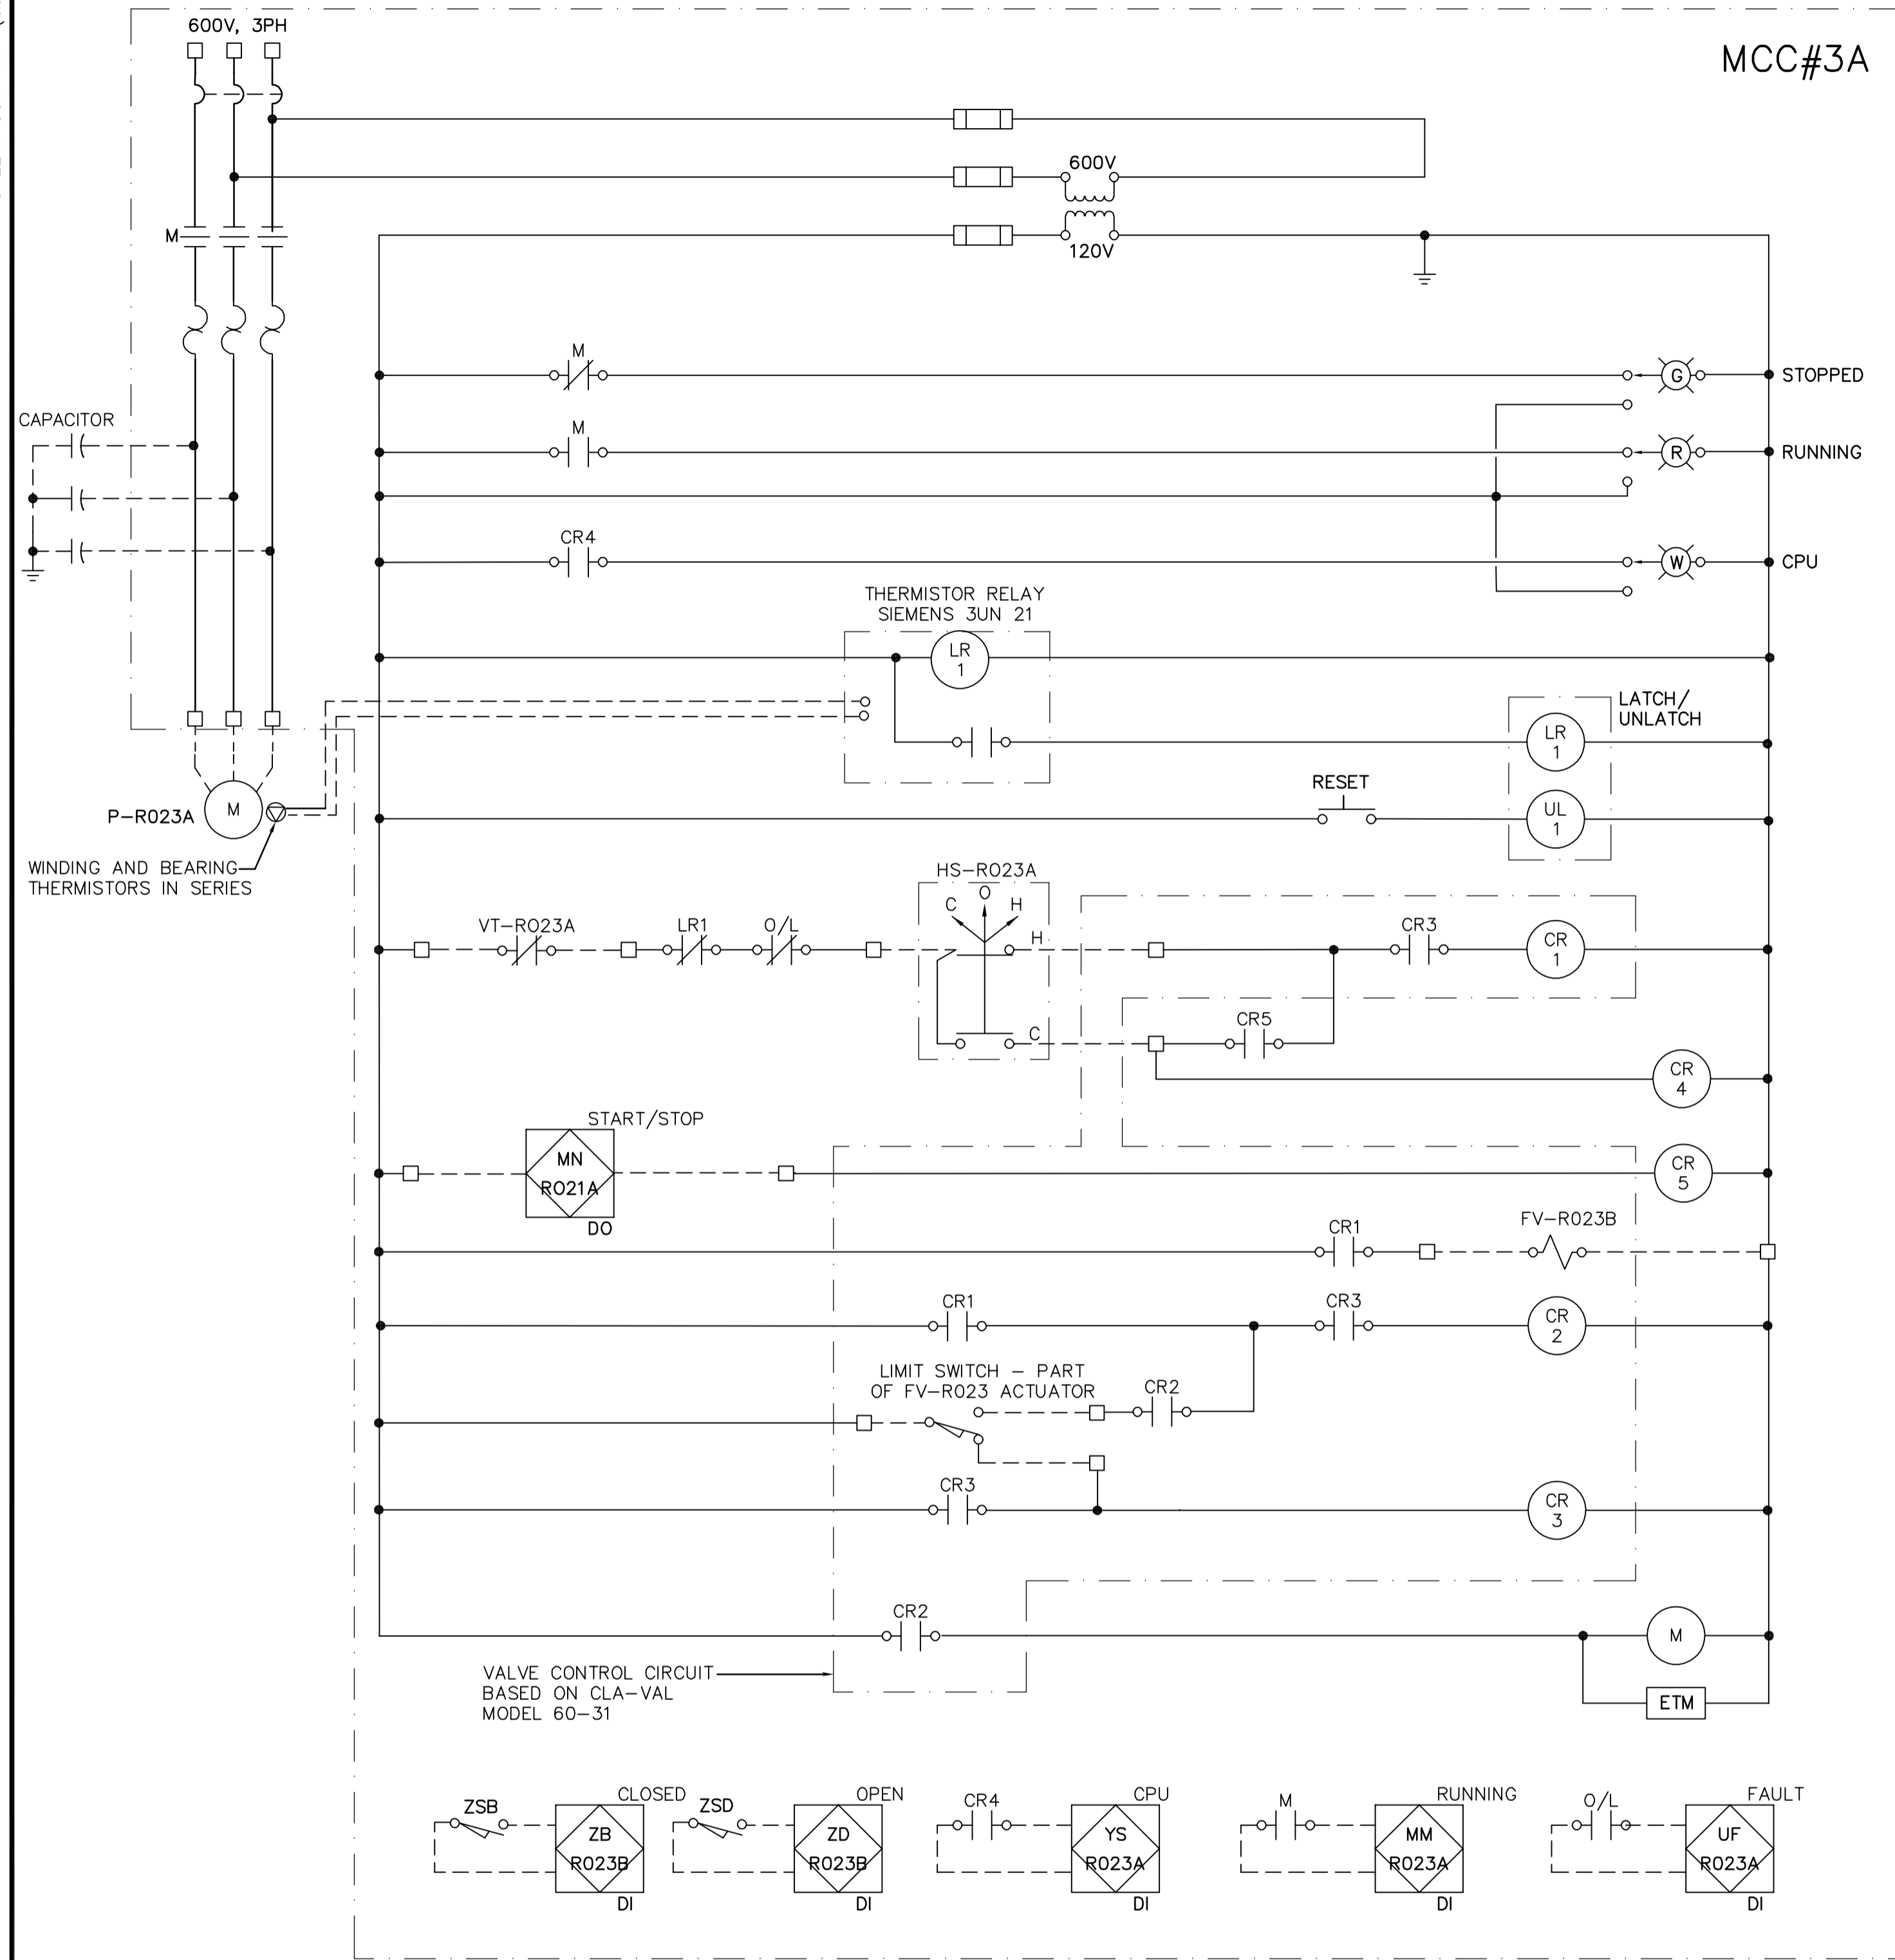 600V, 3PH
MCC#3A
600V
120V
M
M
G
STOPPED
CAPACITOR
M
R
RUNNING
CR4
W
CPU
THERMISTOR RELAY
SIEMENS 3UN 21
LR
1
LATCH/
UNLATCH
LR
1
RESET
UL
1
P-R023A
M
WINDING AND BEARING
THERMISTORS IN SERIES
HS-R023A
C
O
H
VT-R023A
LR1
O/L
H
CR3
CR
1
C
CR5
CR
4
START/STOP
MN
R021A
DO
CR
5
CR1
FV-R023B
CR1
CR3
CR
2
LIMIT SWITCH - PART
OF FV-R023 ACTUATOR
CR2
CR3
CR
3
CR2
M
VALVE CONTROL CIRCUIT
BASED ON CLA-VAL
MODEL 60-31
ETM
ZSB
CLOSED
ZB
R023B
DI
ZSD
OPEN
ZD
R023B
DI
CR4
CPU
YS
R023A
DI
M
RUNNING
MM
R023A
DI
O/L
FAULT
UF
R023A
DI